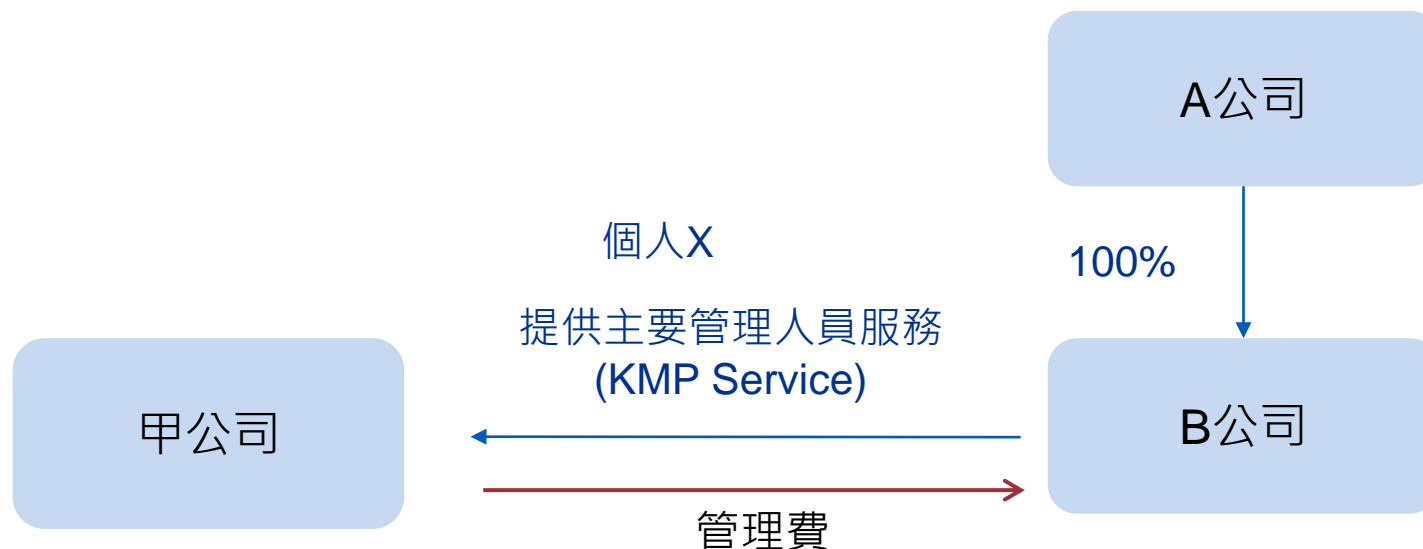 A公司
個人X
100%
提供主要管理人員服務
(KMP Service)
甲公司
B公司
管理費